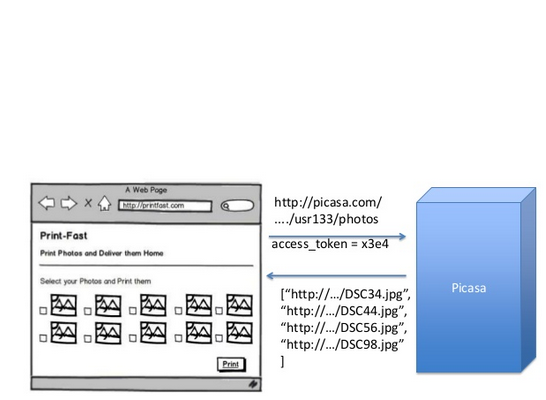 A Web Page
X
http://printfast.com
Print-Fast
Print Photos and Deliver them Home
Select your Photos and Print them
Print
http://picasa.com/
…./usr133/photos
access_token = x3e4
[“http://…/DSC34.jpg”,
“http://…/DSC44.jpg”,
“http://…/DSC56.jpg”,
“http://…/DSC98.jpg”
]
Picasa